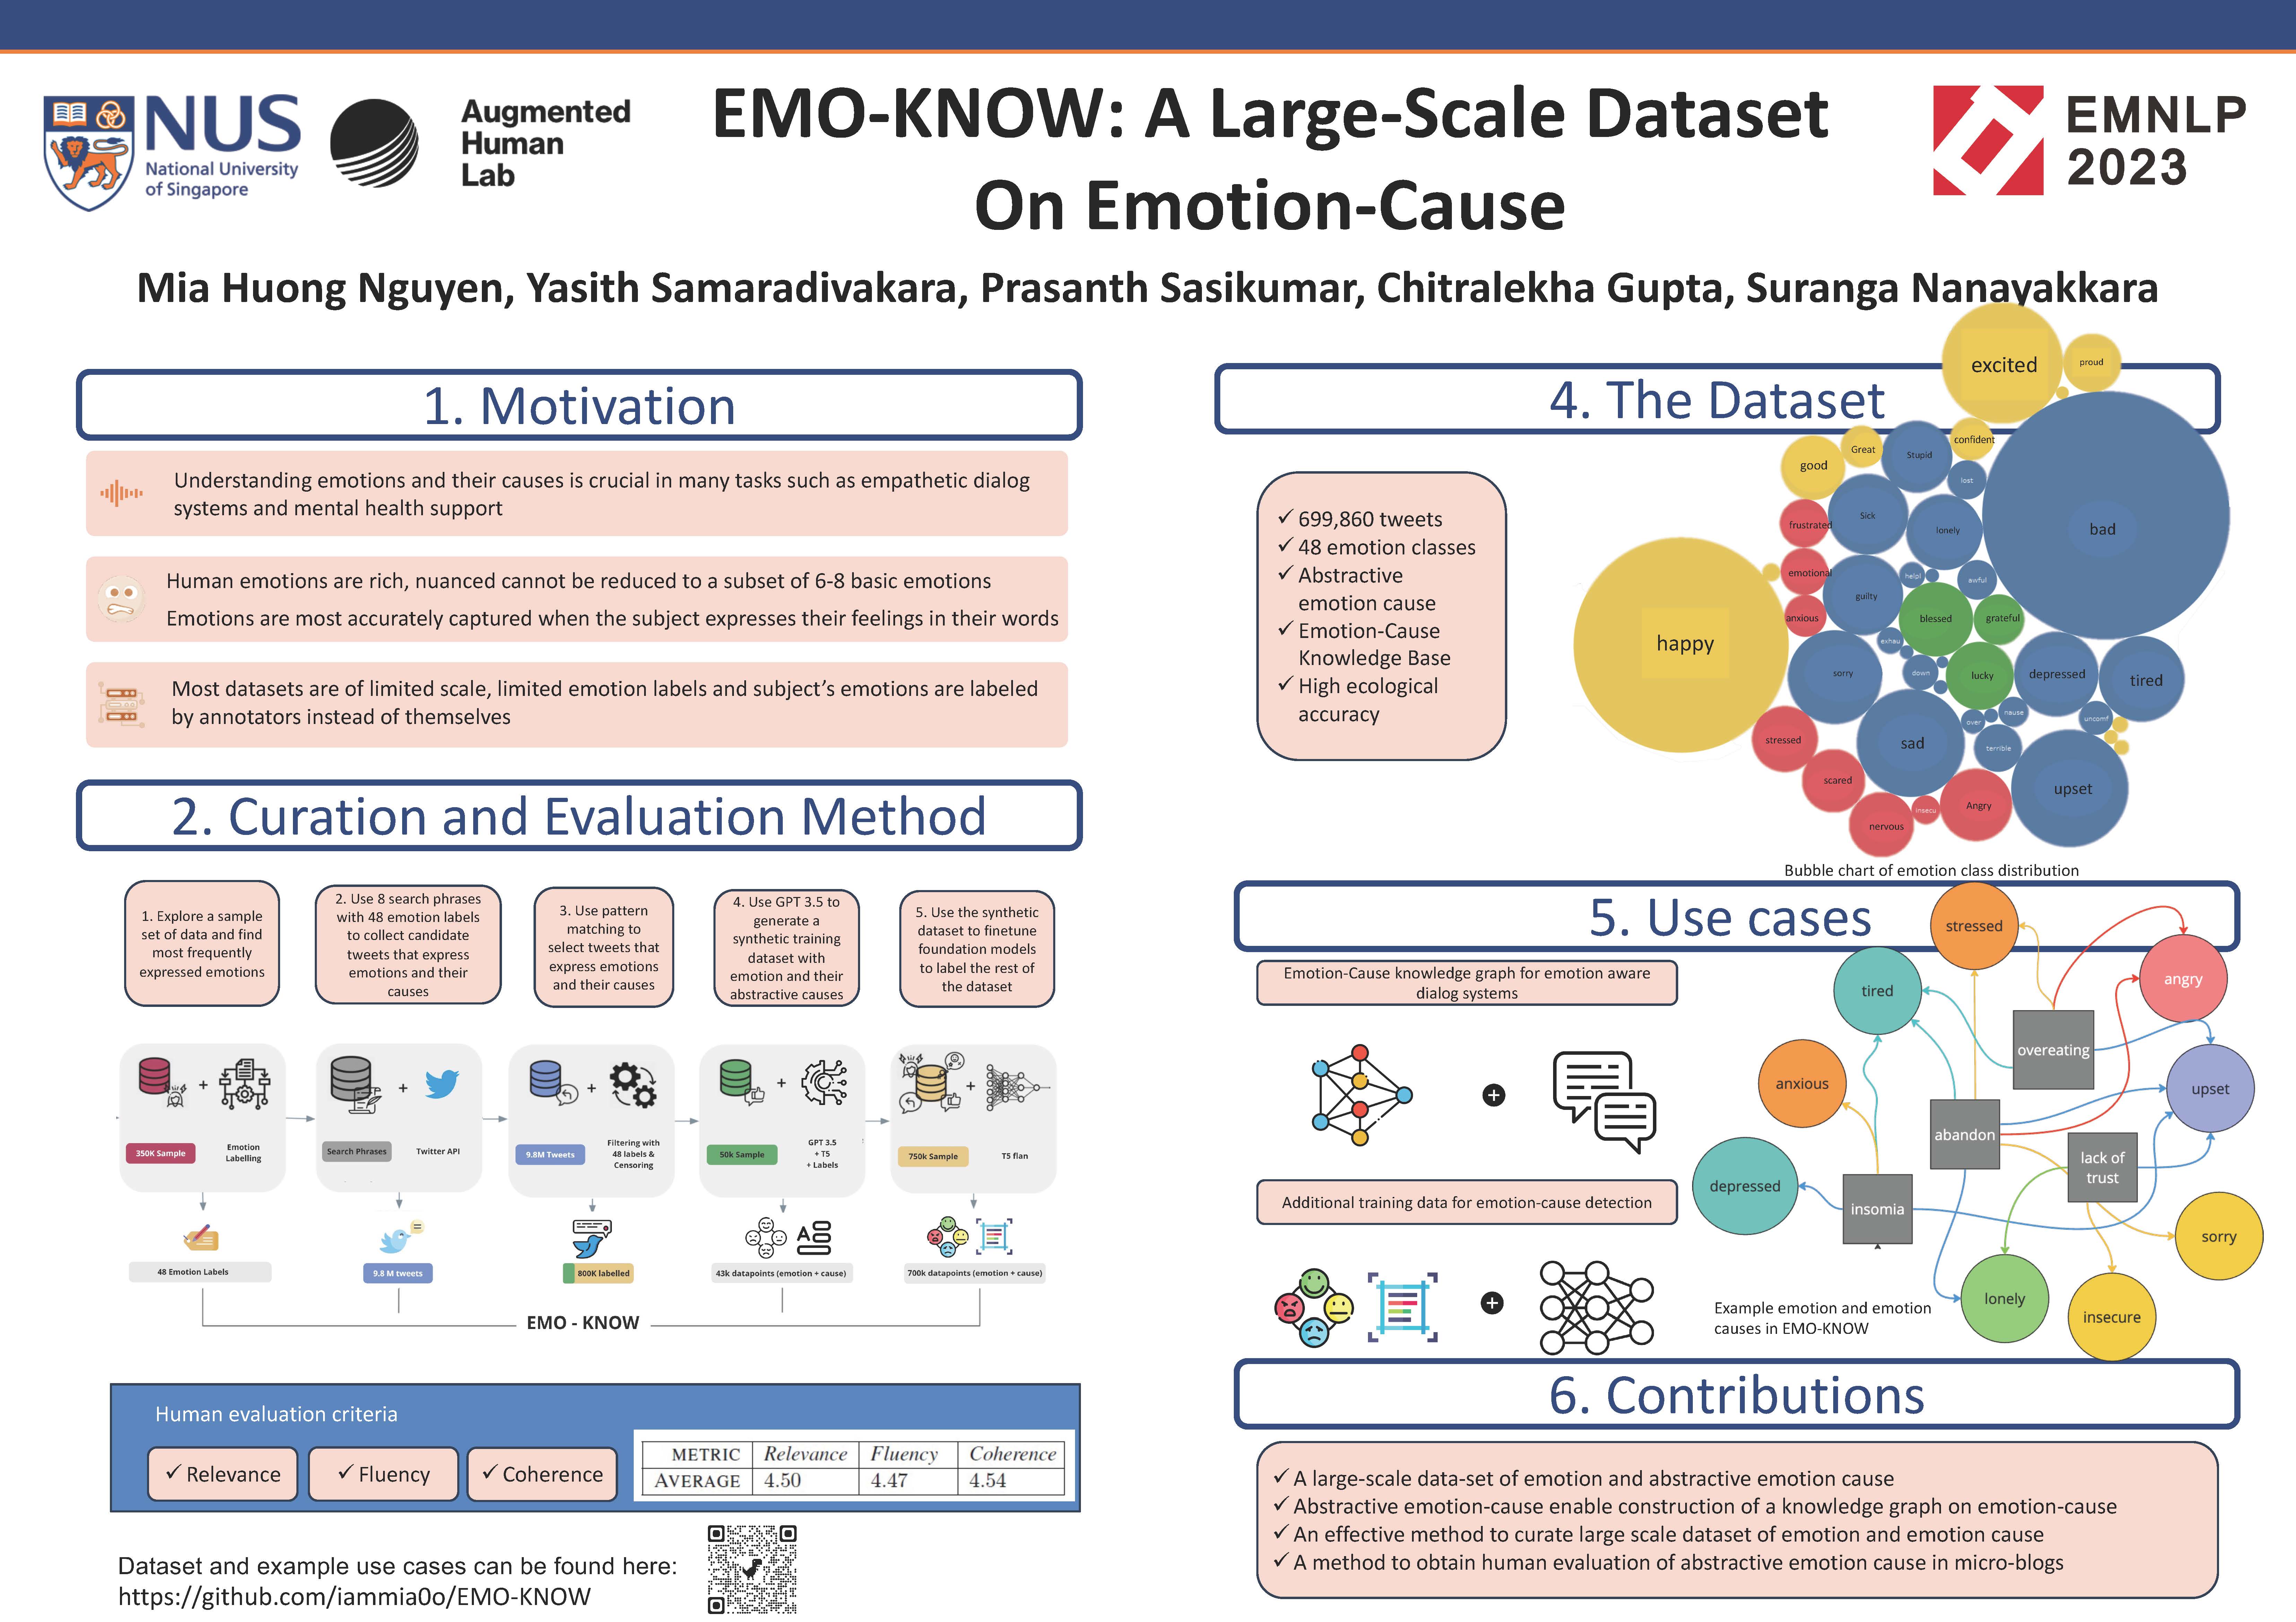 NUS
National University
of Singapore
Augmented
Human
Lab
EMO-KNOW: A Large-Scale Dataset
On Emotion-Cause
EMNLP
2023
Mia Huong Nguyen, Yasith Samaradivakara, Prasanth Sasikumar, Chitralekha Gupta, Suranga Nanayakkara
1. Motivation
Understanding emotions and their causes is crucial in many tasks such as empathetic dialog
systems and mental health support
Human emotions are rich, nuanced cannot be reduced to a subset of 6-8 basic emotions
Emotions are most accurately captured when the subject expresses their feelings in their words
Most datasets are of limited scale, limited emotion labels and subject's emotions are labeled
by annotators instead of themselves
2. Curation and Evaluation Method
1. Explore a sample
set of data and find
most frequently
expressed emotions
2. Use 8 search phrases
with 48 emotion labels
to collect candidate
tweets that express
emotions and their
causes
3. Use pattern
matching to
select tweets that
express emotions
and their causes
4. Use GPT 3.5 to
generate a
synthetic training
dataset with
emotion and their
abstractive causes
5. Use the synthetic
dataset to finetune
foundation models
to label the rest of
the dataset
+
350K Sample
Emotion
Labelling
+
Search Phrases
Twitter API
+
9.8M Tweets
Filtering with
48 labels &
Censoring
+
50k Sample
GPT 3.5
+ T5
+ Labels
+
750k Sample
T5 flan
48 Emotion Labels
9.8 M tweets
800K labelled
A
43k datapoints (emotion + cause)
700k datapoints (emotion + cause)
EMO - KNOW
Human evaluation criteria
✓ Relevance
✓ Fluency
✓ Coherence
METRIC Relevance Fluency Coherence
AVERAGE 4.50 4.47 4.54
Dataset and example use cases can be found here:
https://github.com/iammia0o/EMO-KNOW
4. The Dataset
✓ 699,860 tweets
✓ 48 emotion classes
✓ Abstractive
emotion cause
✓ Emotion-Cause
Knowledge Base
✓ High ecological
accuracy
excited
proud
confident
Great
Stupid
good
lost
Sick
frustrated
lonely
bad
emotional
helpl
awful
guilty
anxious
blessed
grateful
happy
exhau
sorry
down
lucky
depressed
tired
over
nause
uncomf
stressed
sad
terrible
scared
upset
insecu
Angry
nervous
Bubble chart of emotion class distribution
5. Use cases
Emotion-Cause knowledge graph for emotion aware
dialog systems
+
Additional training data for emotion-cause detection
+
stressed
angry
tired
overeating
anxious
upset
abandon
lack of
trust
depressed
insomia
sorry
lonely
insecure
Example emotion and emotion
causes in EMO-KNOW
6. Contributions
✓ A large-scale data-set of emotion and abstractive emotion cause
✓ Abstractive emotion-cause enable construction of a knowledge graph on emotion-cause
✓ An effective method to curate large scale dataset of emotion and emotion cause
✓ A method to obtain human evaluation of abstractive emotion cause in micro-blogs